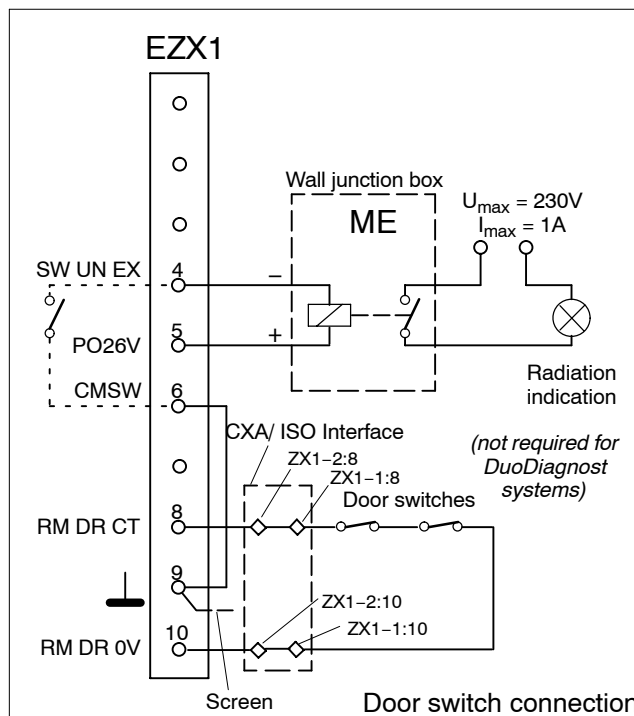 EZX1
Wall junction box
ME
Umax = 230V
Imax = 1A
SW UN EX
4
−
5
+
PO26V
CMSW
6
Radiation
indication
CXA/ ISO Interface
(not required for
DuoDiagnost
systems)
ZX1−2:8
ZX1−1:8
Door switches
RM DR CT
8
9
ZX1−2:10
ZX1−1:10
RM DR 0V
10
Screen
Door switch connection